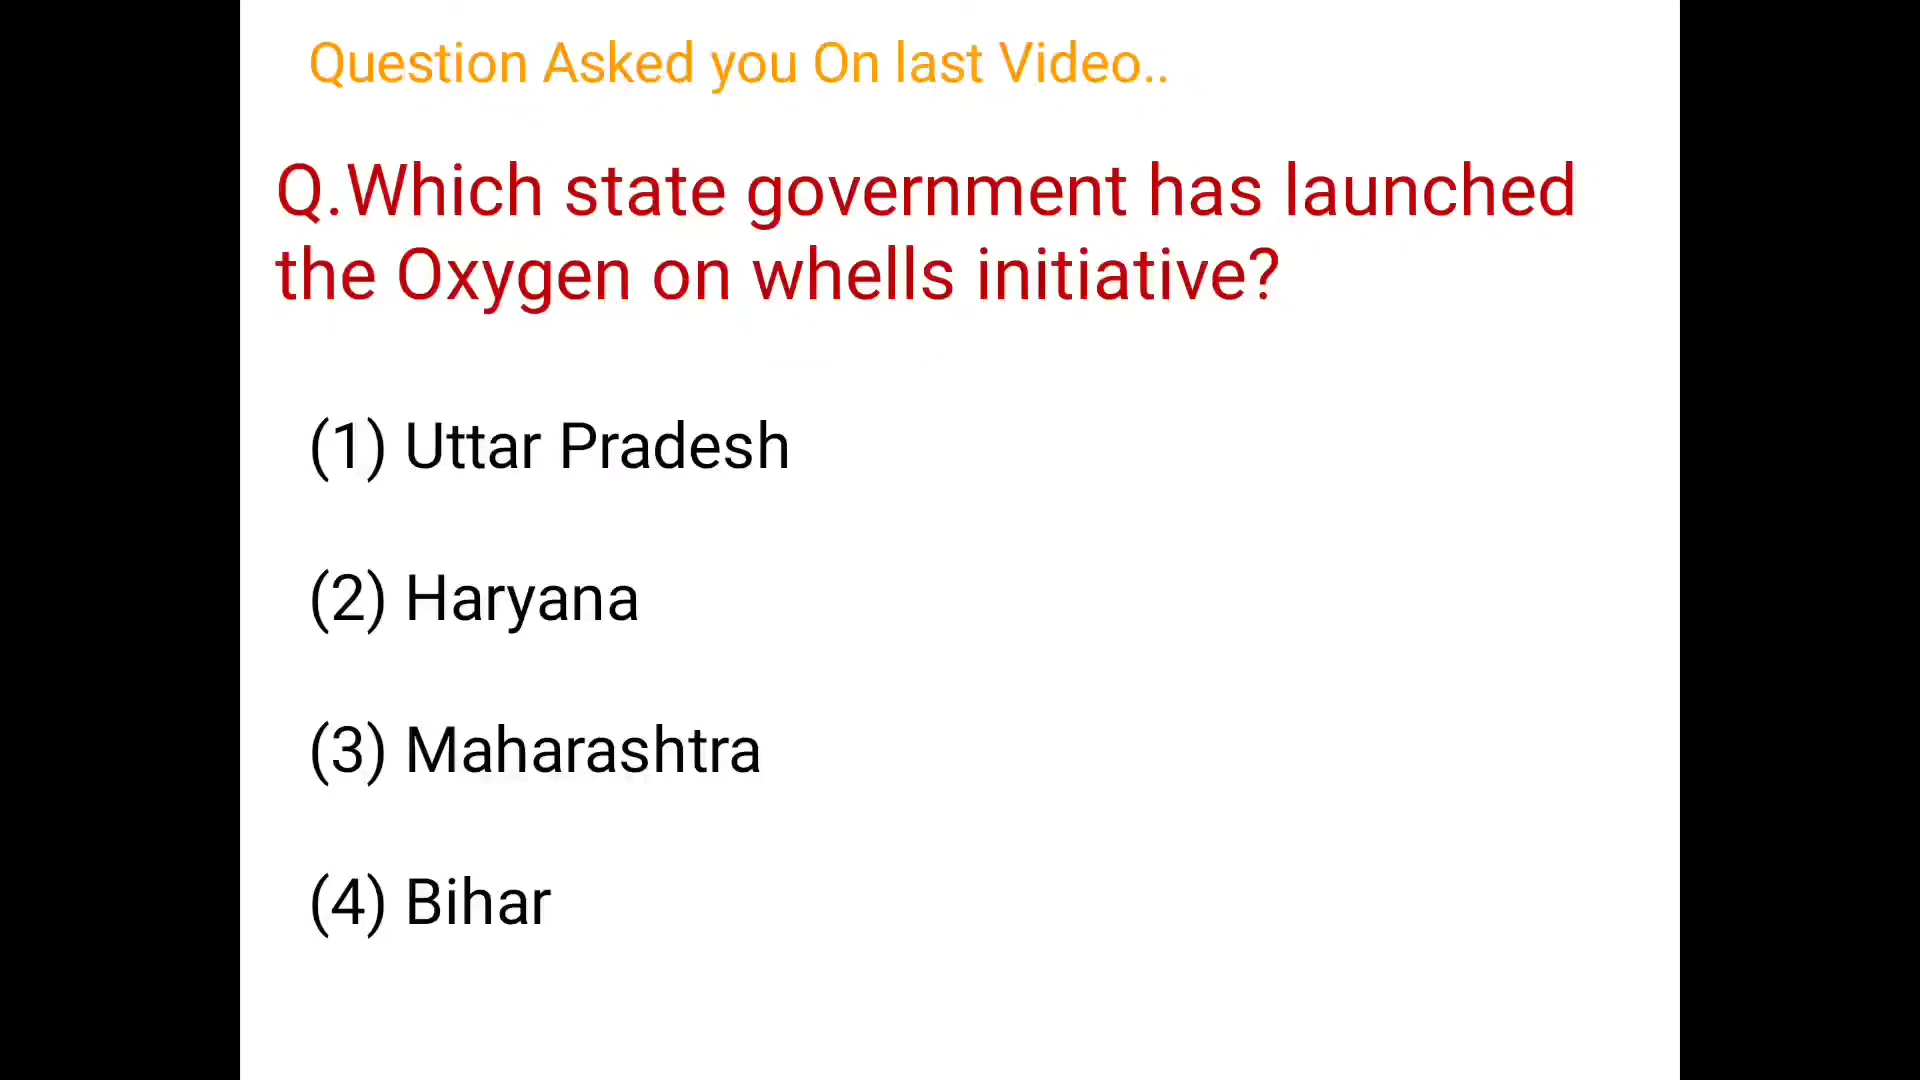 Question Asked you On last Video..
Q.Which state government has launched
the Oxygen on whells initiative?
(1) Uttar Pradesh
(2) Haryana
(3) Maharashtra
(4) Bihar